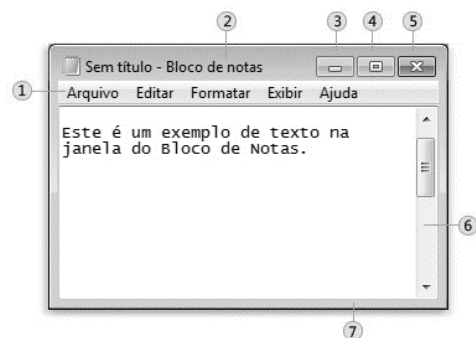 2 3 4 5
Sem título - Bloco de notas
1
Arquivo Editar Formatar Exibir Ajuda
Este é um exemplo de texto na
janela do Bloco de Notas.
6
7